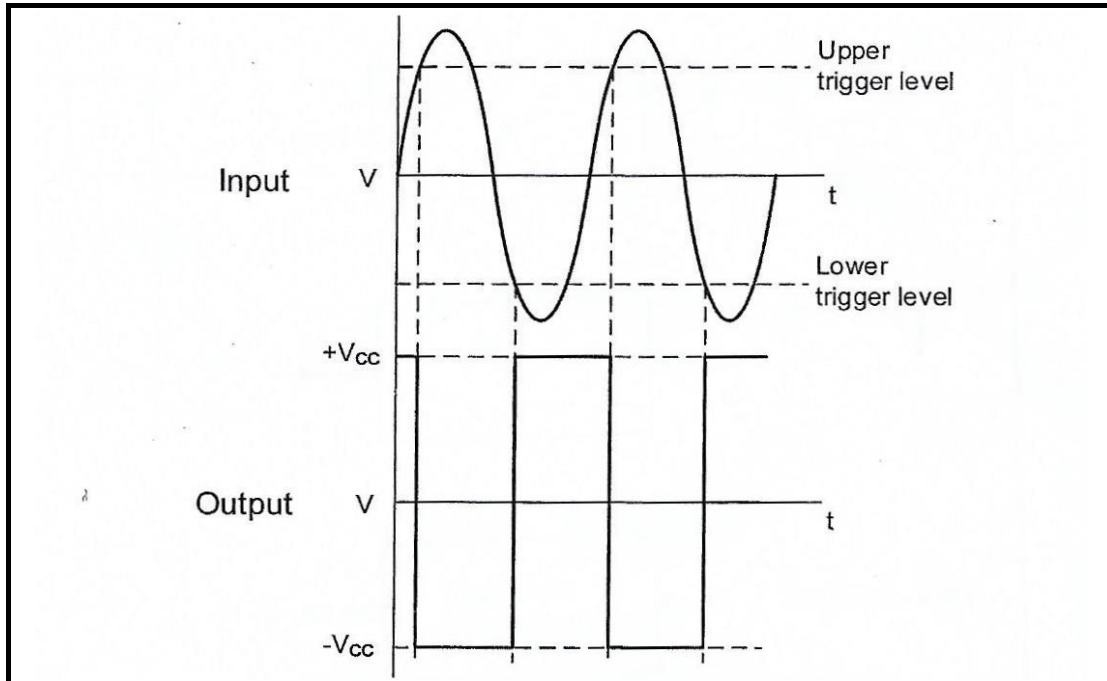 Upper
trigger level
Input
V
t
Lower
trigger level
+Vcc
Output
V
t
-Vcc